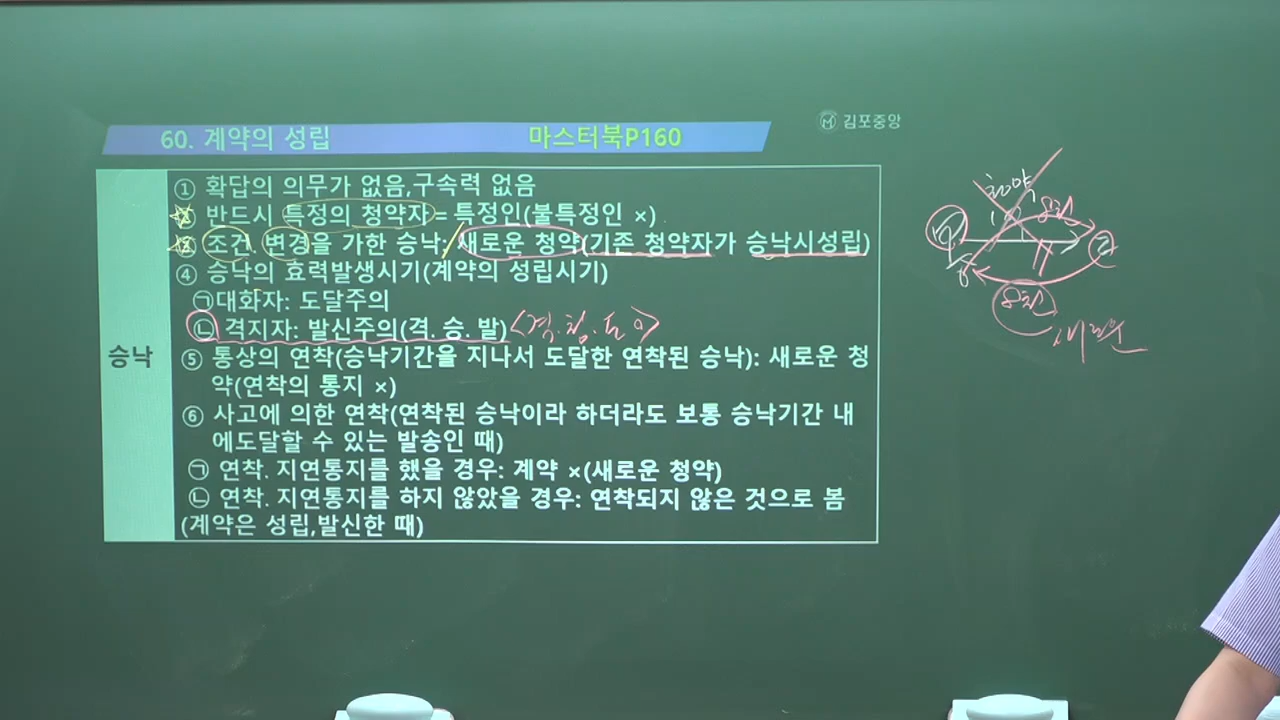 60. 계약의 성립 마스터북P160
김포중앙
승낙
① 확답의 의무가 없음,구속력 없음
② 반드시 특정의 청약자 = 특정인(불특정인 ×)
③ 조건. 변경을 가한 승낙: 새로운 청약(기존 청약자가 승낙시성립)
④ 승낙의 효력발생시기(계약의 성립시기)
㉠대화자: 도달주의
㉡ 격지자: 발신주의(격. 승. 발) <격.청.도
⑤ 통상의 연착(승낙기간을 지나서 도달한 연착된 승낙): 새로운 청
약(연착의 통지 ×)
⑥ 사고에 의한 연착(연착된 승낙이라 하더라도 보통 승낙기간 내
에도달할 수 있는 발송인 때)
㉠ 연착. 지연통지를 했을 경우: 계약 ×(새로운 청약)
㉡ 연착. 지연통지를 하지 않았을 경우: 연착되지 않은 것으로 봄
(계약은 성립,발신한 때)
청약
8천
8천
새로운